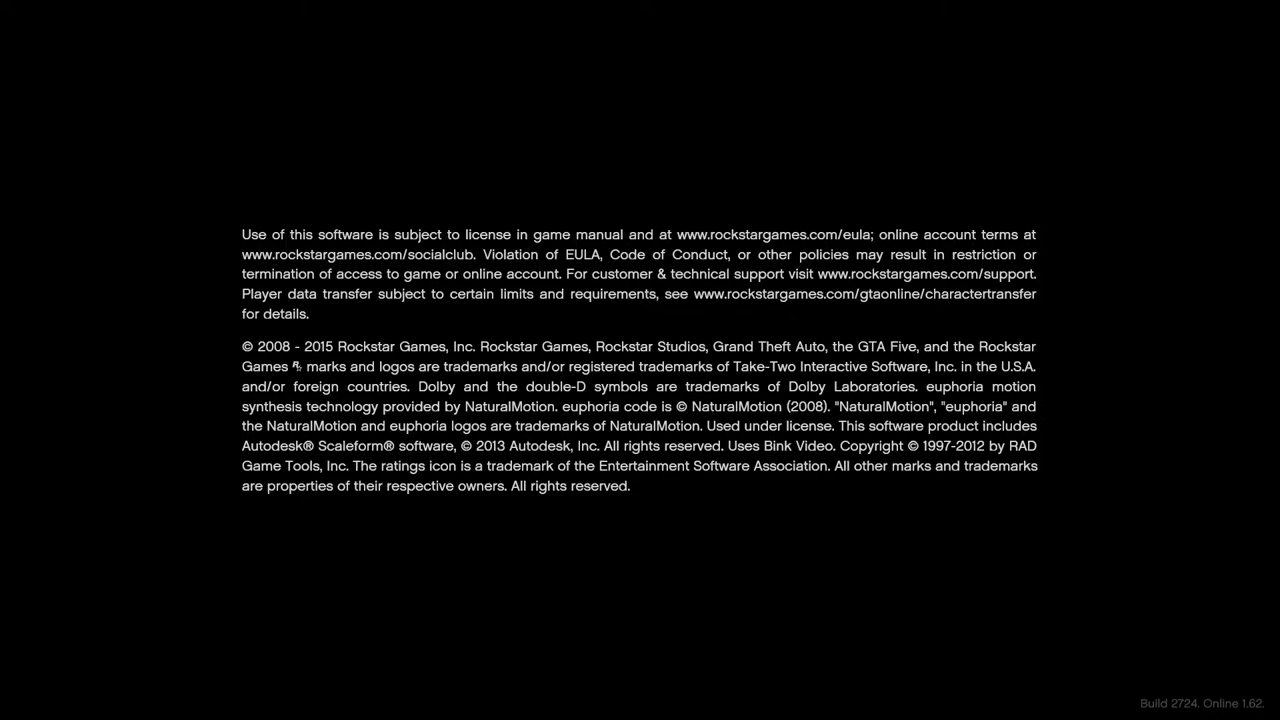 Use of this software is subject to license in game manual and at www.rockstargames.com/eula; online account terms at
www.rockstargames.com/socialclub. Violation of EULA, Code of Conduct, or other policies may result in restriction or
termination of access to game or online account. For customer & technical support visit www.rockstargames.com/support.
Player data transfer subject to certain limits and requirements, see www.rockstargames.com/gtaonline/charactertransfer
for details.
© 2008 - 2015 Rockstar Games, Inc. Rockstar Games, Rockstar Studios, Grand Theft Auto, the GTA Five, and the Rockstar
Games R* marks and logos are trademarks and/or registered trademarks of Take-Two Interactive Software, Inc. in the U.S.A.
and/or foreign countries. Dolby and the double-D symbols are trademarks of Dolby Laboratories. euphoria motion
synthesis technology provided by NaturalMotion. euphoria code is © NaturalMotion (2008). "NaturalMotion", "euphoria" and
the NaturalMotion and euphoria logos are trademarks of NaturalMotion. Used under license. This software product includes
Autodesk® Scaleform® software, © 2013 Autodesk, Inc. All rights reserved. Uses Bink Video. Copyright © 1997-2012 by RAD
Game Tools, Inc. The ratings icon is a trademark of the Entertainment Software Association. All other marks and trademarks
are properties of their respective owners. All rights reserved.
Build 2724. Online 1.62.